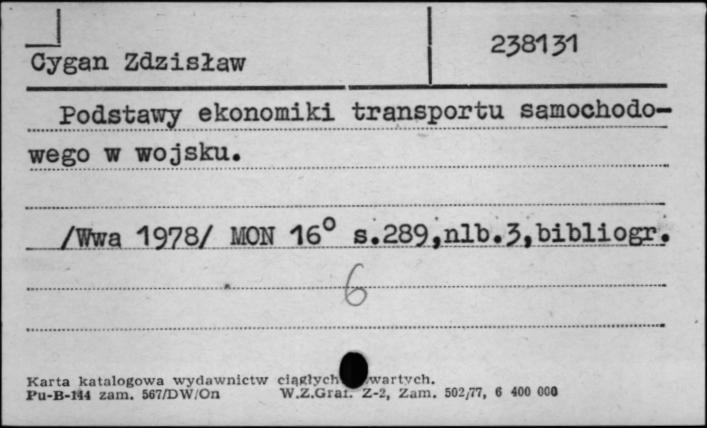 238131
Cygan Zdzisław
Podstawy ekonomiki transportu samochodo-
wego w wojsku.
/Wwa 1978/ MON 16° s.289,nlb.3,bibliogr.
6
Karta katalogowa wydawnictw ciągłych wartych.
Pu-B-144 zam. 567/DW/On W.Z.Graf. Z-2, Zam. 502/77, 6 400 000